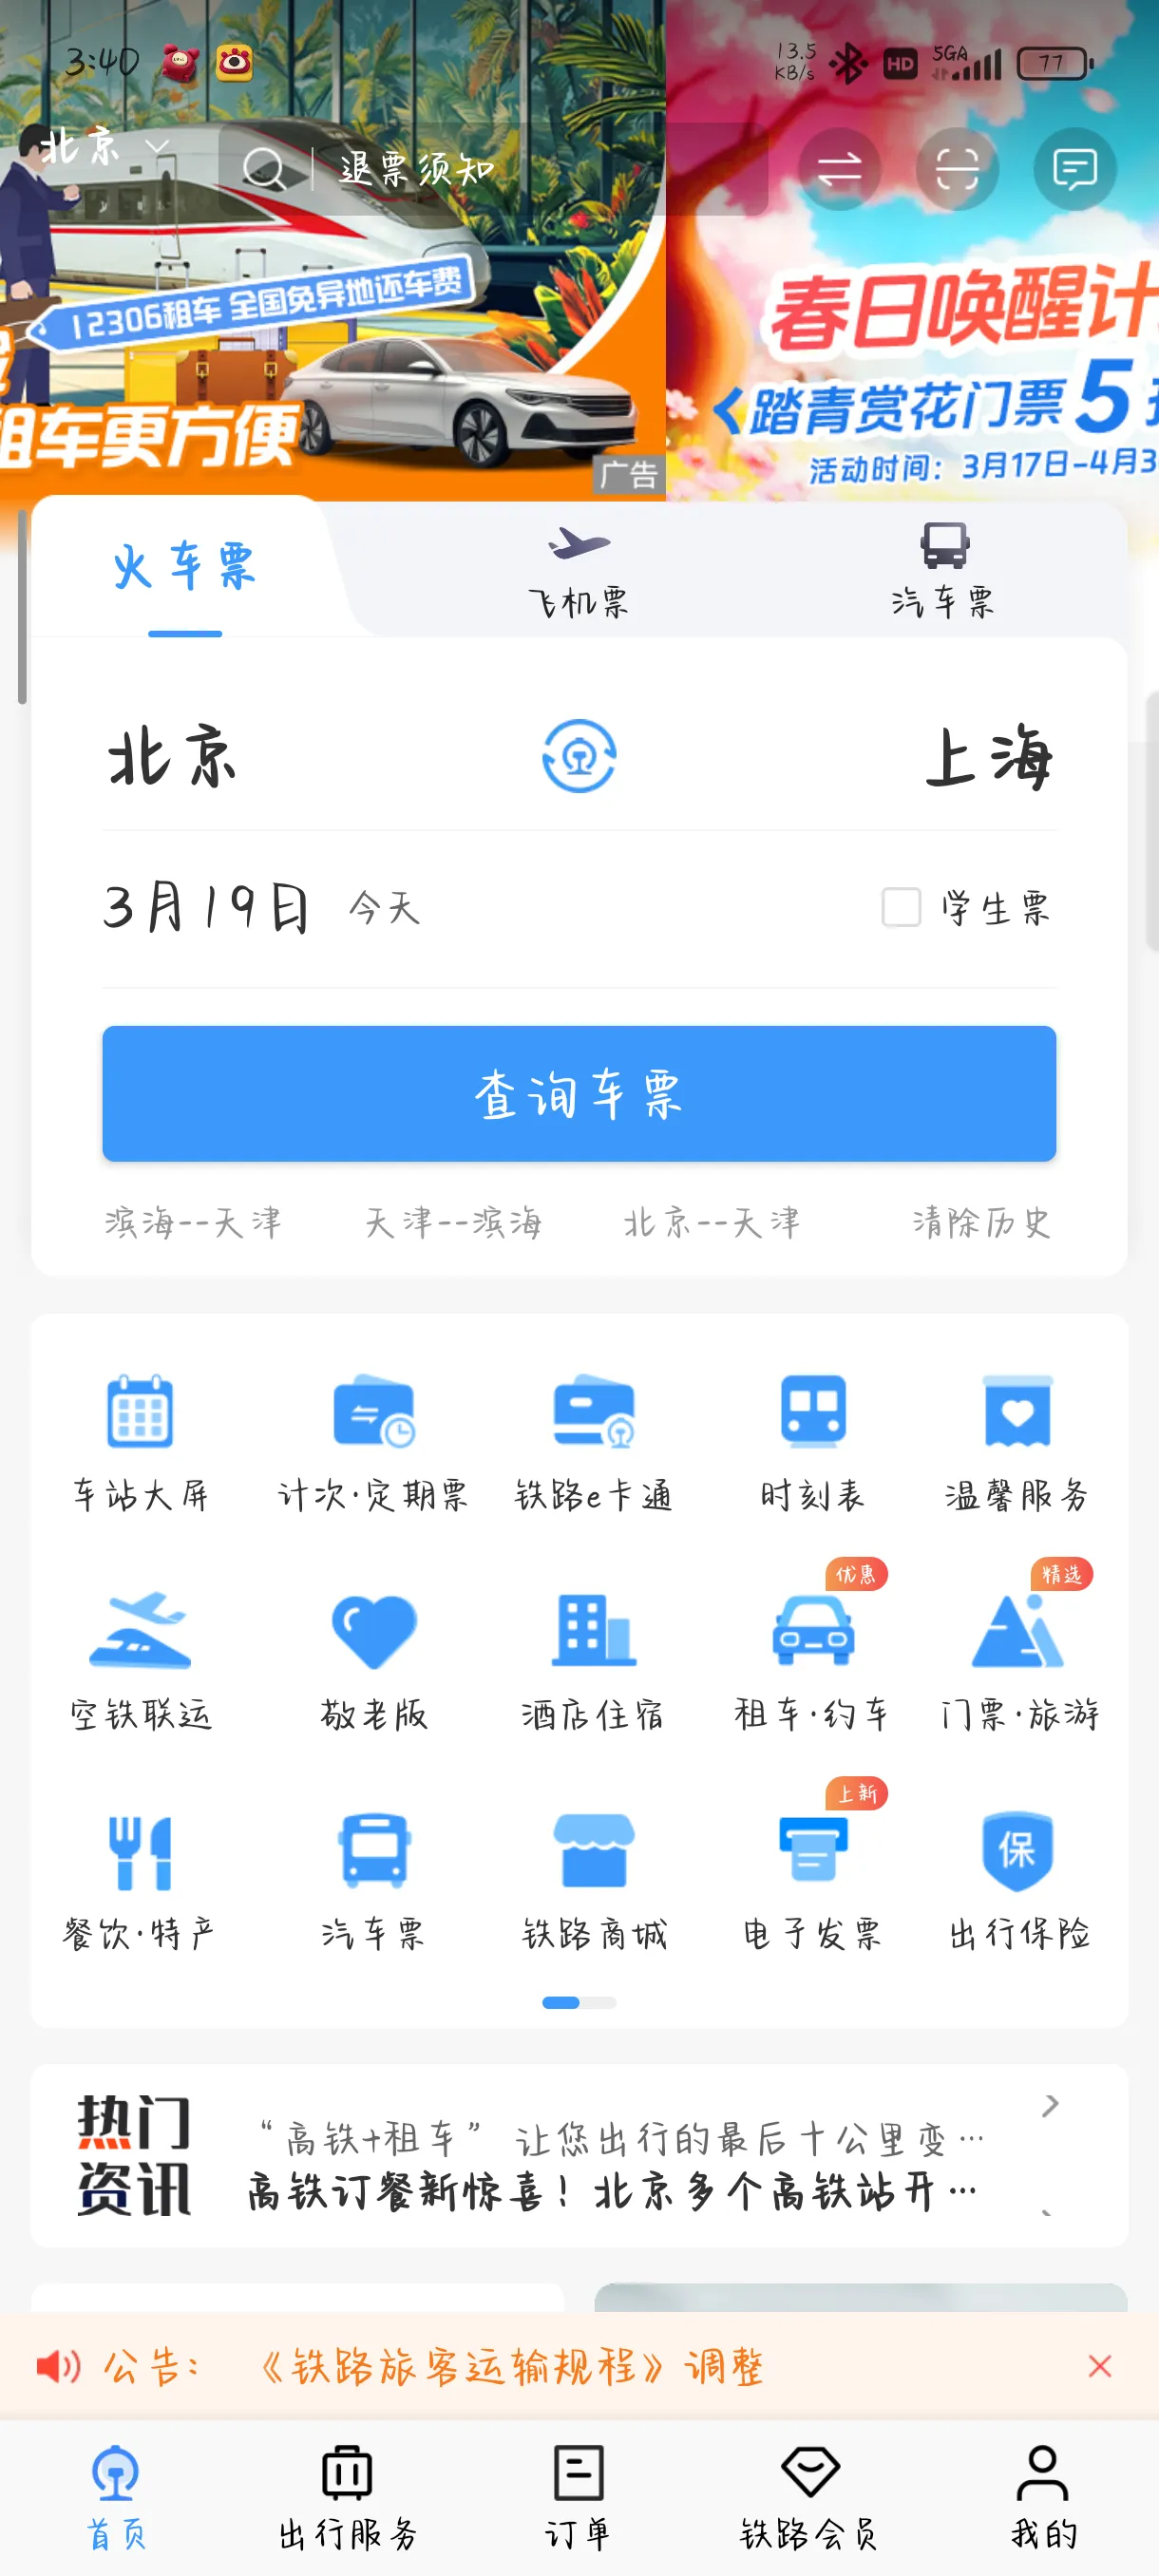 3:40
13.5
KB/s
HD
5GA
77
北京
退票须知
12306租车 全国免异地还车费
租车更方便
广告
春日唤醒计
踏青赏花门票5
活动时间：3月17日-4月3
火车票
飞机票
汽车票
北京
上海
3月19日 今天
学生票
查询车票
滨海--天津 天津--滨海 北京--天津 清除历史
车站大屏 计次·定期票 铁路e卡通 时刻表 温馨服务
优惠 精选
空铁联运 敬老版 酒店住宿 租车·约车 门票·旅游
上新
保
餐饮·特产 汽车票 铁路商城 电子发票 出行保险
热门
资讯
“高铁+租车” 让您出行的最后十公里变…
高铁订餐新惊喜！北京多个高铁站开…
公告： 《铁路旅客运输规程》调整
首页 出行服务 订单 铁路会员 我的